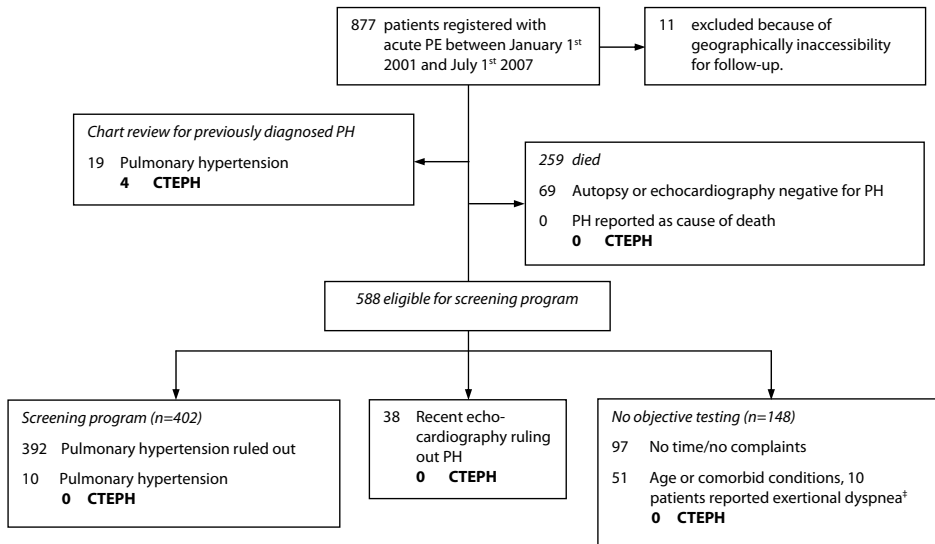 877 patients registered with
acute PE between January 1st
2001 and July 1st 2007
11 excluded because of
geographically inaccessibility
for follow-up.
Chart review for previously diagnosed PH
19 Pulmonary hypertension
4 CTEPH
259 died
69 Autopsy or echocardiography negative for PH
0 PH reported as cause of death
0 CTEPH
588 eligible for screening program
Screening program (n=402)
392 Pulmonary hypertension ruled out
10 Pulmonary hypertension
0 CTEPH
38 Recent echo-
cardiography ruling
out PH
0 CTEPH
No objective testing (n=148)
97 No time/no complaints
51 Age or comorbid conditions, 10
patients reported exertional dyspnea‡
0 CTEPH